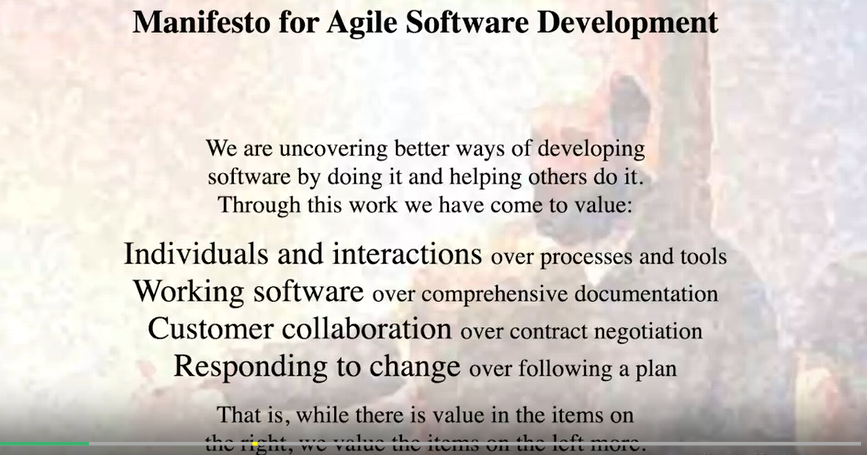 Manifesto for Agile Software Development
We are uncovering better ways of developing
software by doing it and helping others do it.
Through this work we have come to value:
Individuals and interactions over processes and tools
Working software over comprehensive documentation
Customer collaboration over contract negotiation
Responding to change over following a plan
That is, while there is value in the items on
the right, we value the items on the left more.